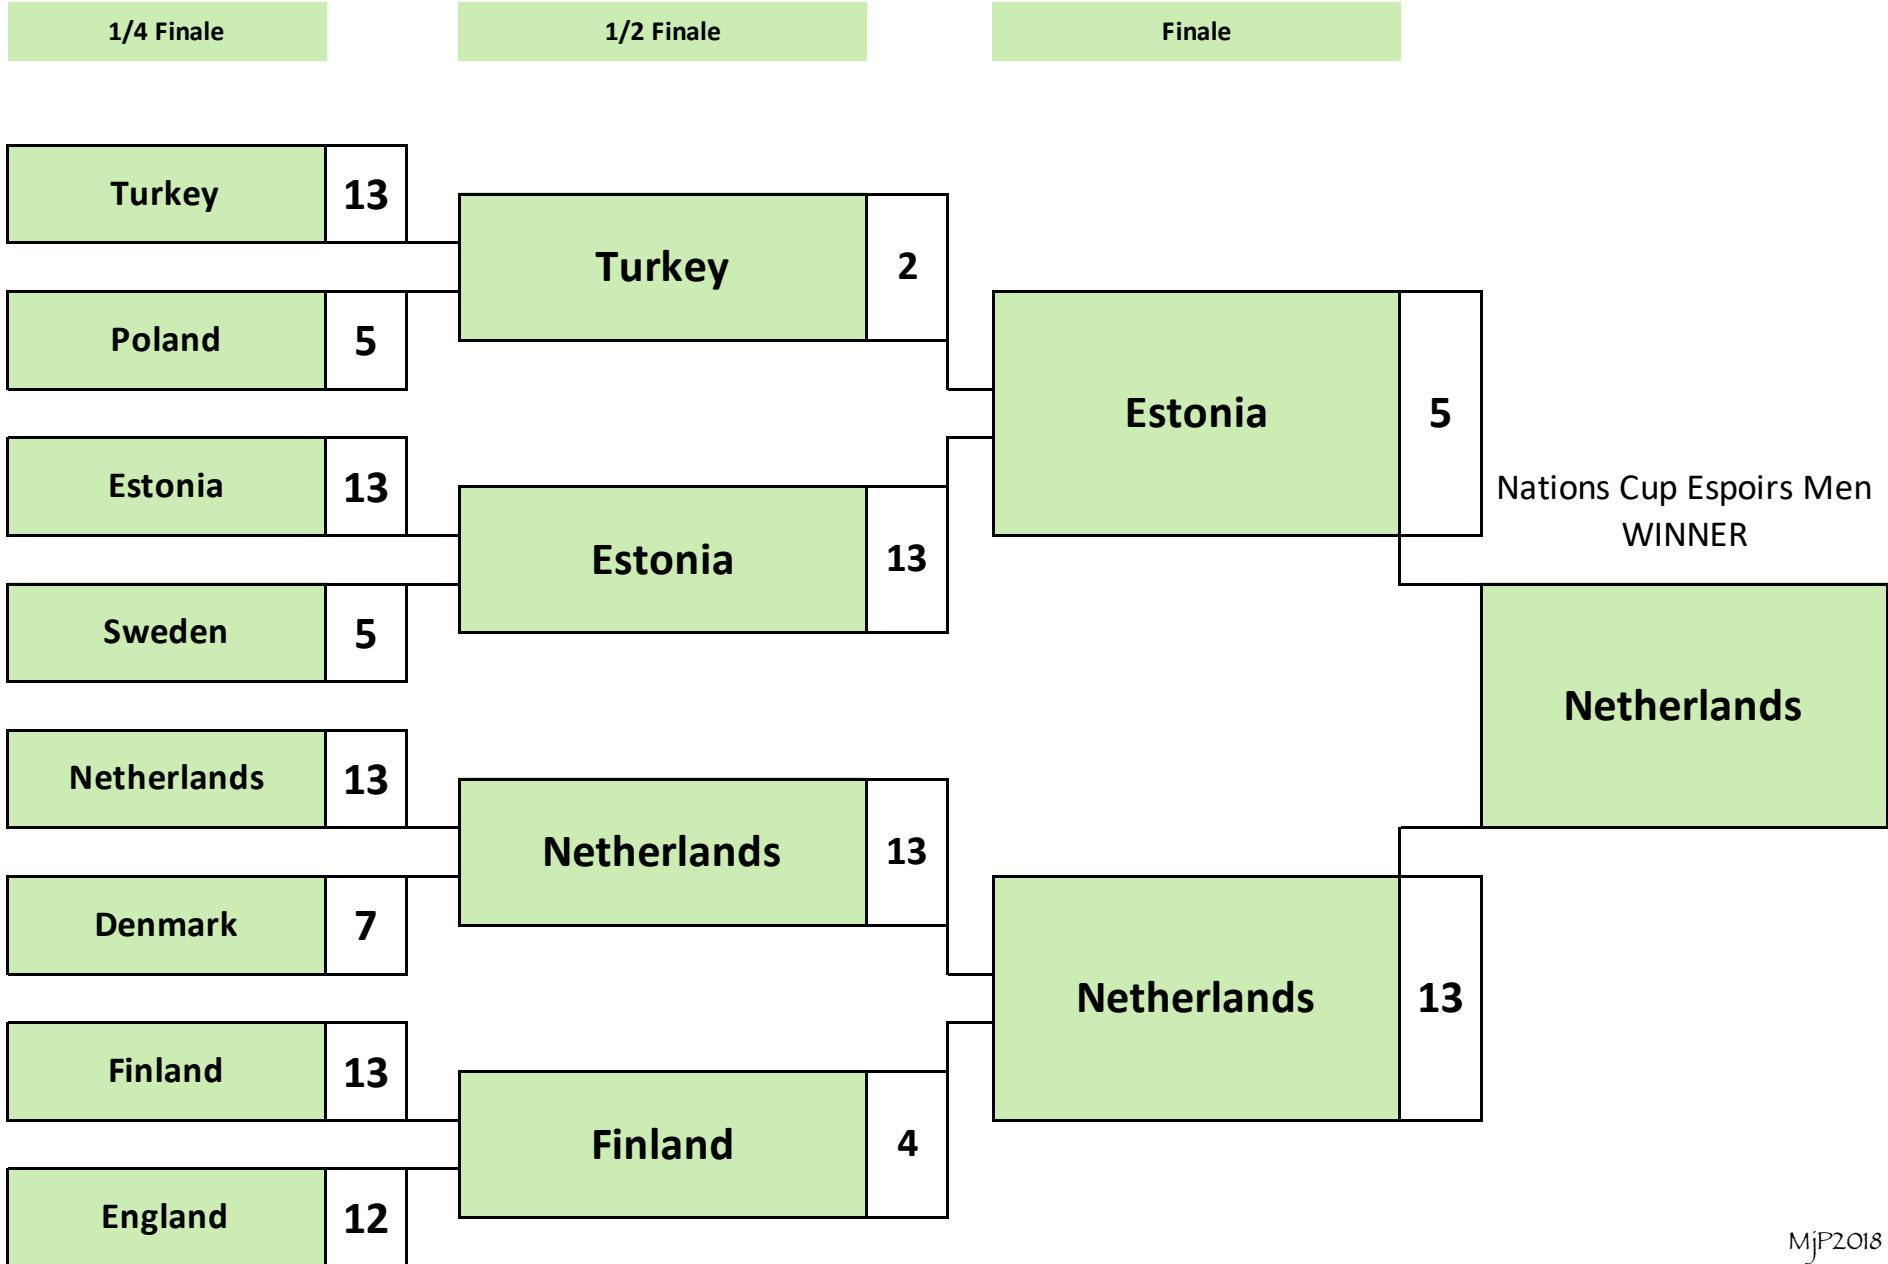 1/4 Finale
1/2 Finale
Finale
Turkey 13
Poland 5
Estonia 13
Sweden 5
Netherlands 13
Denmark 7
Finland 13
England 12
Turkey 2
Estonia 13
Netherlands 13
Finland 4
Estonia 5
Netherlands 13
Nations Cup Espoirs Men
WINNER
Netherlands
MjP2018